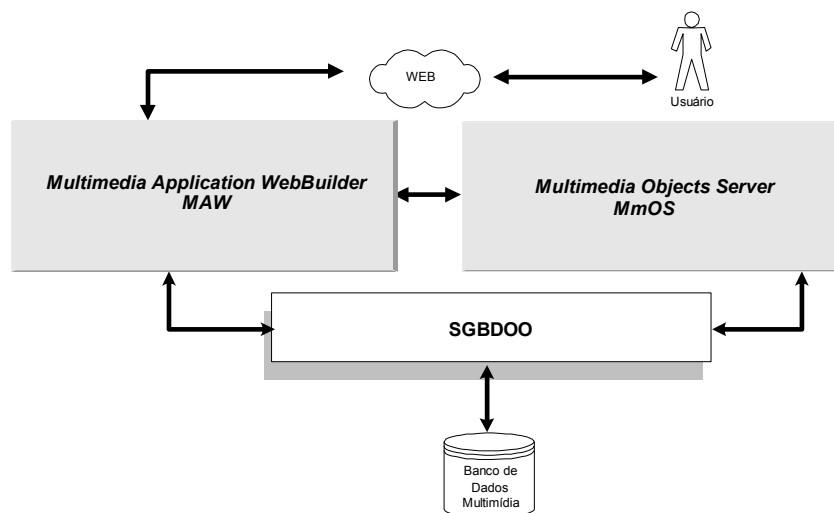 WEB
Usuário
Multimedia Application WebBuilder
MAW
Multimedia Objects Server
MmOS
SGBDOO
Banco de
Dados
Multimídia